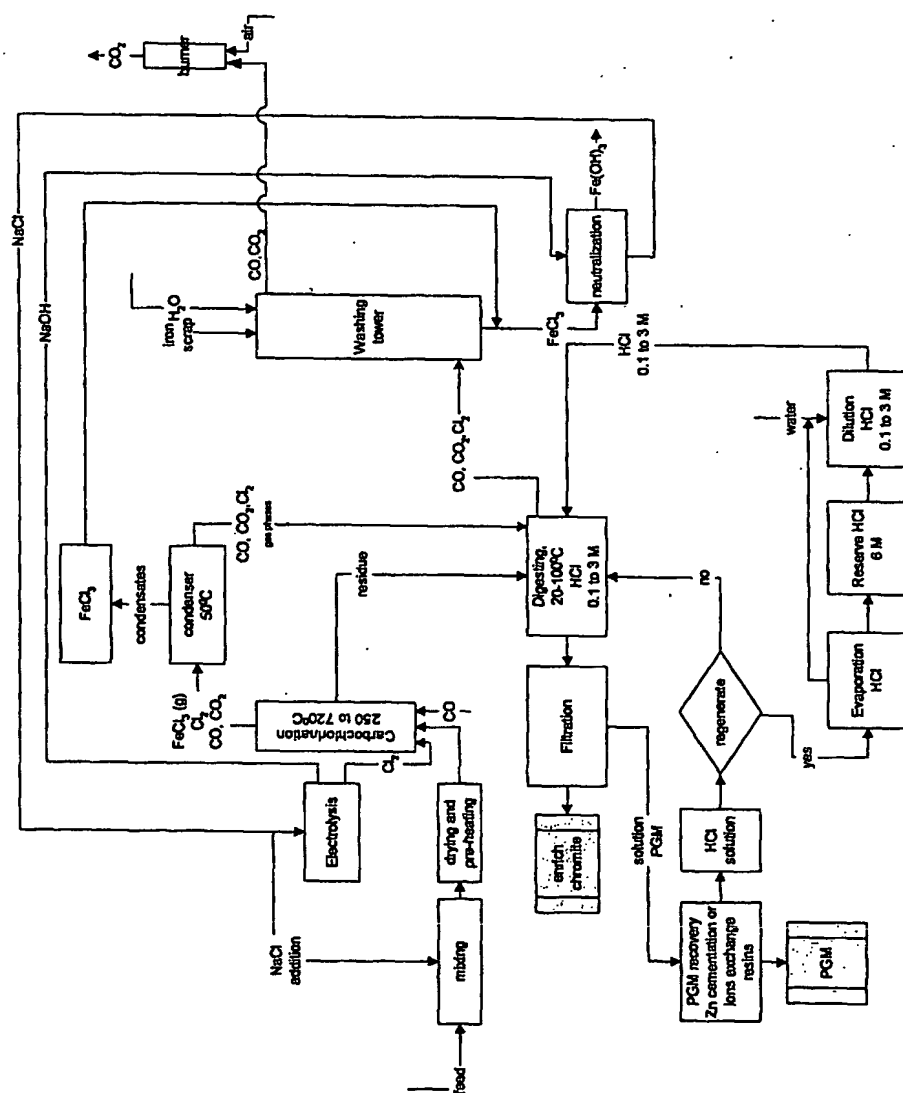 CO₂
burner
air
NaCl
NaOH
CO,CO₂
iron
scrap
H₂O
Washing
tower
neutralization
Fe(OH)₃
FeCl₃
HCl
0.1 to 3 M
CO, CO₂,Cl₂
FeCl₃
condensates
condenser
50ºC
CO, CO₂,Cl₂
gas phases
FeCl₃ (g)
Cl₂
CO, CO₂
Carbochlorination
250 to 720ºC
residue
CO
Cl₂
Electrolysis
NaCl
addition
drying and
pre-heating
mixing
feed
Digesting,
20-100ºC
HCl
0.1 to 3 M
Filtration
enrich
chromite
solution
PGM
PGM recovery
Zn cementation or
Ions exchange
resins
PGM
HCl
solution
regenerate
no
yes
Evaporation
HCl
Reserve HCl
6 M
water
Dilution
HCl
0.1 to 3 M